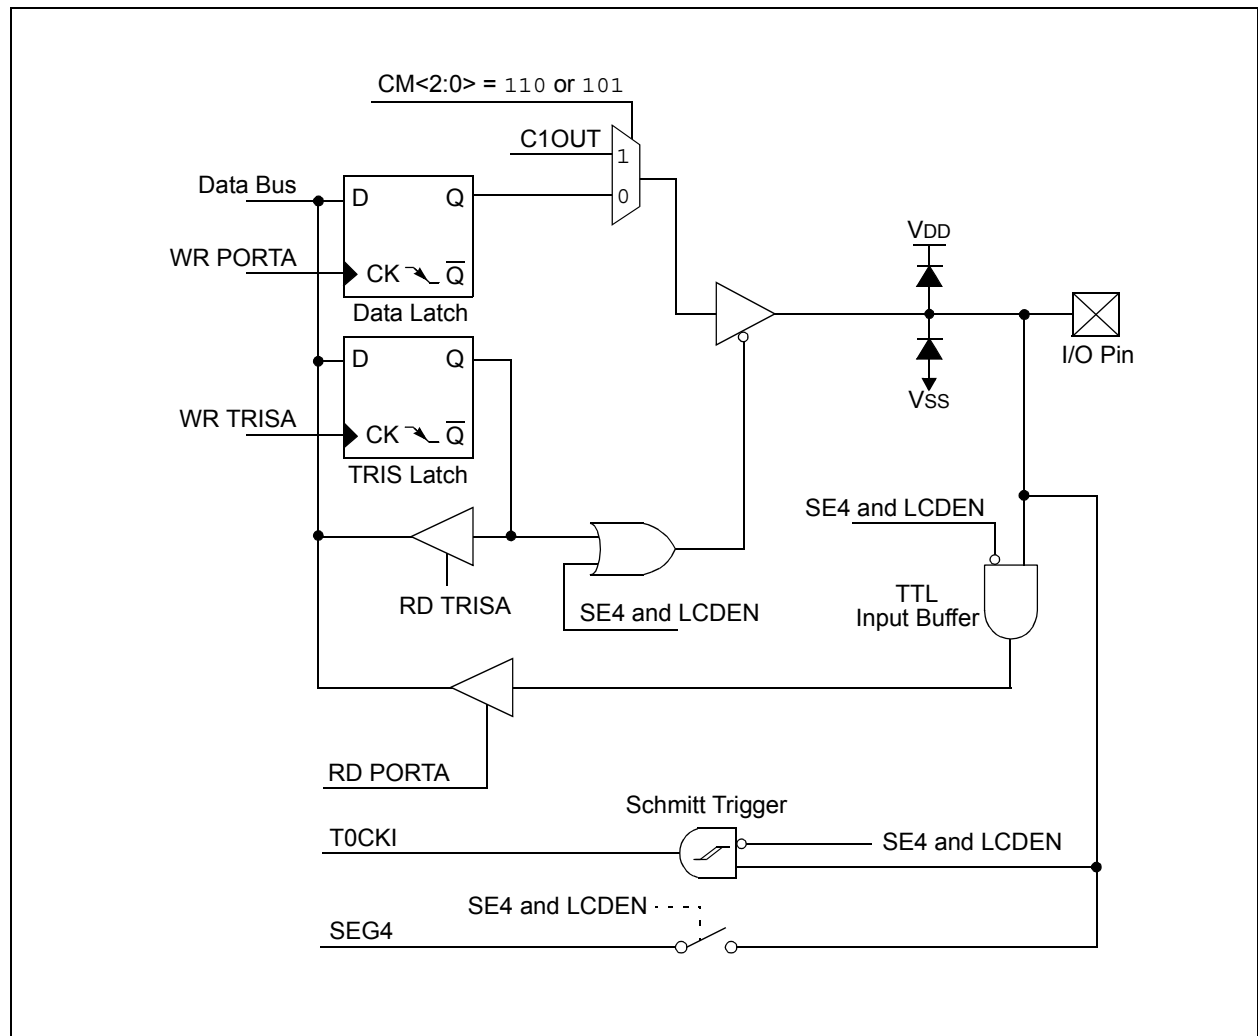 CM<2:0> = 110 or 101
C1OUT
1
0
Data Bus
D
Q
WR PORTA
CK
Q̅
Data Latch
VDD
VSS
I/O Pin
D
Q
WR TRISA
CK
Q̅
TRIS Latch
RD TRISA
SE4 and LCDEN
SE4 and LCDEN
TTL
Input Buffer
RD PORTA
Schmitt Trigger
T0CKI
SE4 and LCDEN
SE4 and LCDEN
SEG4